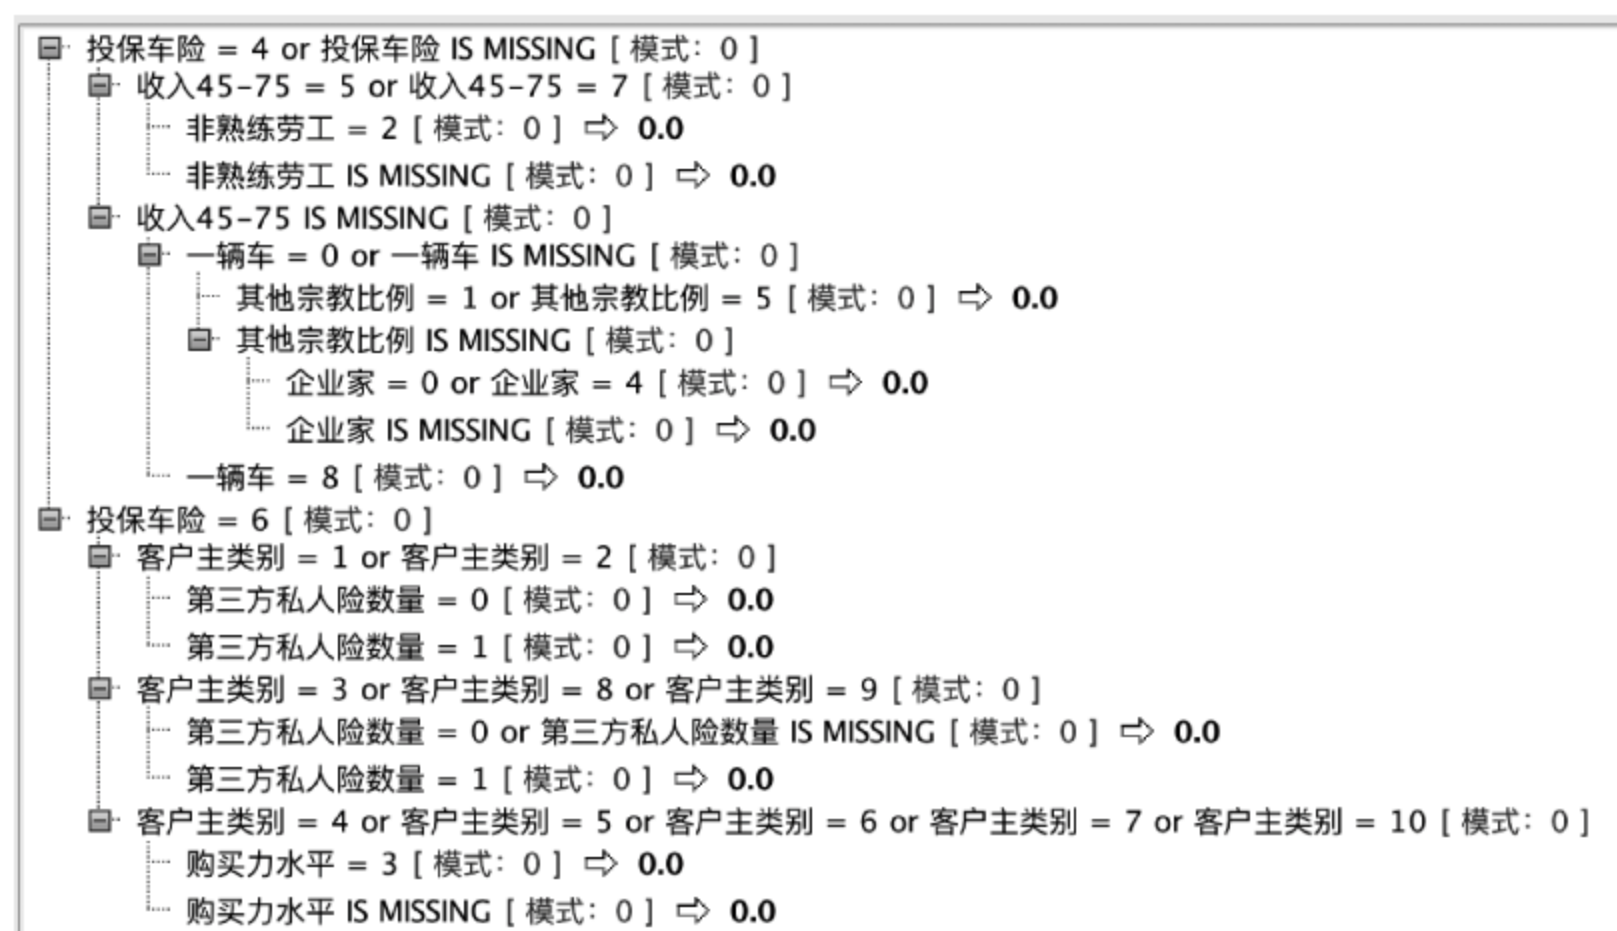 投保车险 = 4 or 投保车险 IS MISSING [ 模式: 0 ]
收入45-75 = 5 or 收入45-75 = 7 [ 模式: 0 ]
非熟练劳工 = 2 [ 模式: 0 ] ⇨ 0.0
非熟练劳工 IS MISSING [ 模式: 0 ] ⇨ 0.0
收入45-75 IS MISSING [ 模式: 0 ]
一辆车 = 0 or 一辆车 IS MISSING [ 模式: 0 ]
其他宗教比例 = 1 or 其他宗教比例 = 5 [ 模式: 0 ] ⇨ 0.0
其他宗教比例 IS MISSING [ 模式: 0 ]
企业家 = 0 or 企业家 = 4 [ 模式: 0 ] ⇨ 0.0
企业家 IS MISSING [ 模式: 0 ] ⇨ 0.0
一辆车 = 8 [ 模式: 0 ] ⇨ 0.0
投保车险 = 6 [ 模式: 0 ]
客户主类别 = 1 or 客户主类别 = 2 [ 模式: 0 ]
第三方私人险数量 = 0 [ 模式: 0 ] ⇨ 0.0
第三方私人险数量 = 1 [ 模式: 0 ] ⇨ 0.0
客户主类别 = 3 or 客户主类别 = 8 or 客户主类别 = 9 [ 模式: 0 ]
第三方私人险数量 = 0 or 第三方私人险数量 IS MISSING [ 模式: 0 ] ⇨ 0.0
第三方私人险数量 = 1 [ 模式: 0 ] ⇨ 0.0
客户主类别 = 4 or 客户主类别 = 5 or 客户主类别 = 6 or 客户主类别 = 7 or 客户主类别 = 10 [ 模式: 0 ]
购买力水平 = 3 [ 模式: 0 ] ⇨ 0.0
购买力水平 IS MISSING [ 模式: 0 ] ⇨ 0.0